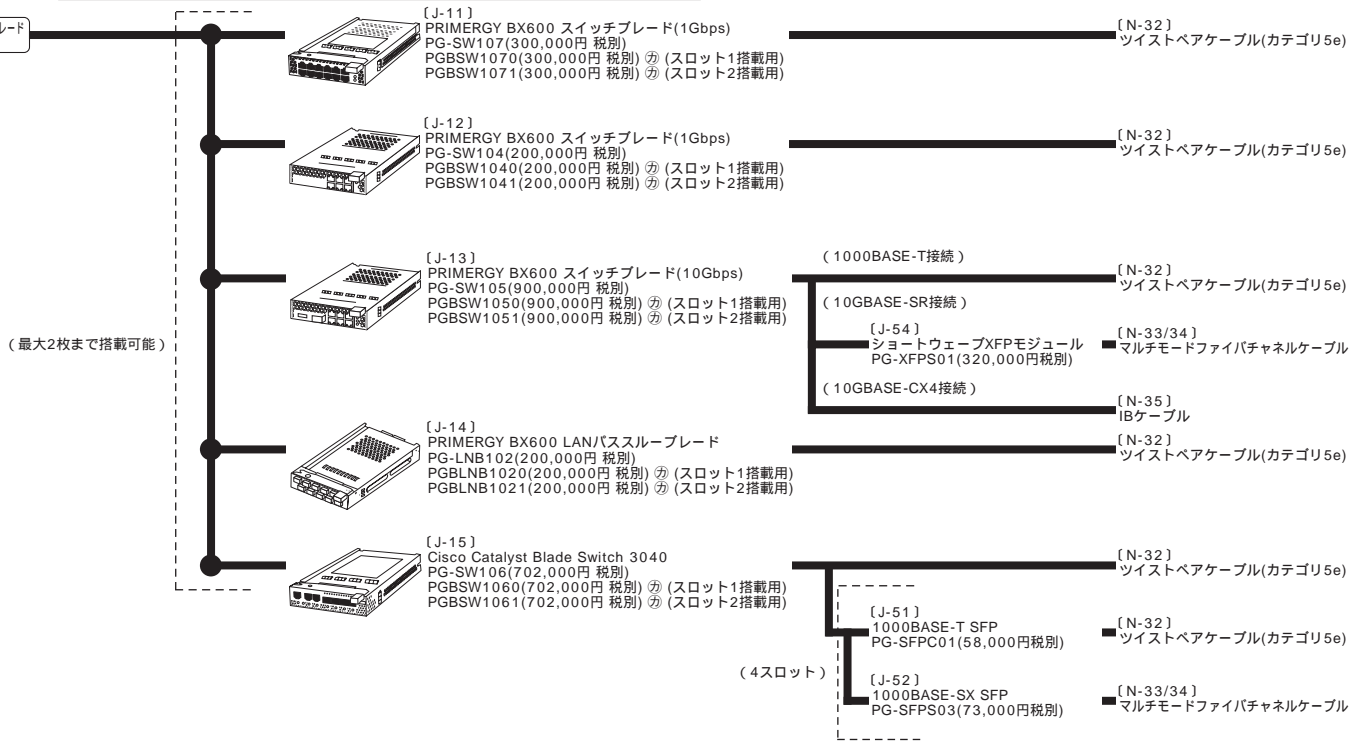 〔J-11〕
PRIMERGY BX600 スイッチブレード(1Gbps)
PG-SW107(300,000円 税別)
PGBSW1070(300,000円 税別) ㋕ (スロット1搭載用)
PGBSW1071(300,000円 税別) ㋕ (スロット2搭載用)
〔N-32〕
ツイストペアケーブル(カテゴリ5e)
〔J-12〕
PRIMERGY BX600 スイッチブレード(1Gbps)
PG-SW104(200,000円 税別)
PGBSW1040(200,000円 税別) ㋕ (スロット1搭載用)
PGBSW1041(200,000円 税別) ㋕ (スロット2搭載用)
〔N-32〕
ツイストペアケーブル(カテゴリ5e)
(最大2枚まで搭載可能)
〔J-13〕
PRIMERGY BX600 スイッチブレード(10Gbps)
PG-SW105(900,000円 税別)
PGBSW1050(900,000円 税別) ㋕ (スロット1搭載用)
PGBSW1051(900,000円 税別) ㋕ (スロット2搭載用)
(1000BASE-T接続)
〔N-32〕
ツイストペアケーブル(カテゴリ5e)
(10GBASE-SR接続)
〔J-54〕
ショートウェーブXFPモジュール
PG-XFPS01(320,000円税別)
〔N-33/34〕
マルチモードファイバチャネルケーブル
(10GBASE-CX4接続)
〔N-35〕
IBケーブル
〔J-14〕
PRIMERGY BX600 LANパススルーブレード
PG-LNB102(200,000円 税別)
PGBLNB1020(200,000円 税別) ㋕ (スロット1搭載用)
PGBLNB1021(200,000円 税別) ㋕ (スロット2搭載用)
〔N-32〕
ツイストペアケーブル(カテゴリ5e)
〔J-15〕
Cisco Catalyst Blade Switch 3040
PG-SW106(702,000円 税別)
PGBSW1060(702,000円 税別) ㋕ (スロット1搭載用)
PGBSW1061(702,000円 税別) ㋕ (スロット2搭載用)
〔N-32〕
ツイストペアケーブル(カテゴリ5e)
(4スロット)
〔J-51〕
1000BASE-T SFP
PG-SFPC01(58,000円税別)
〔N-32〕
ツイストペアケーブル(カテゴリ5e)
〔J-52〕
1000BASE-SX SFP
PG-SFPS03(73,000円税別)
〔N-33/34〕
マルチモードファイバチャネルケーブル